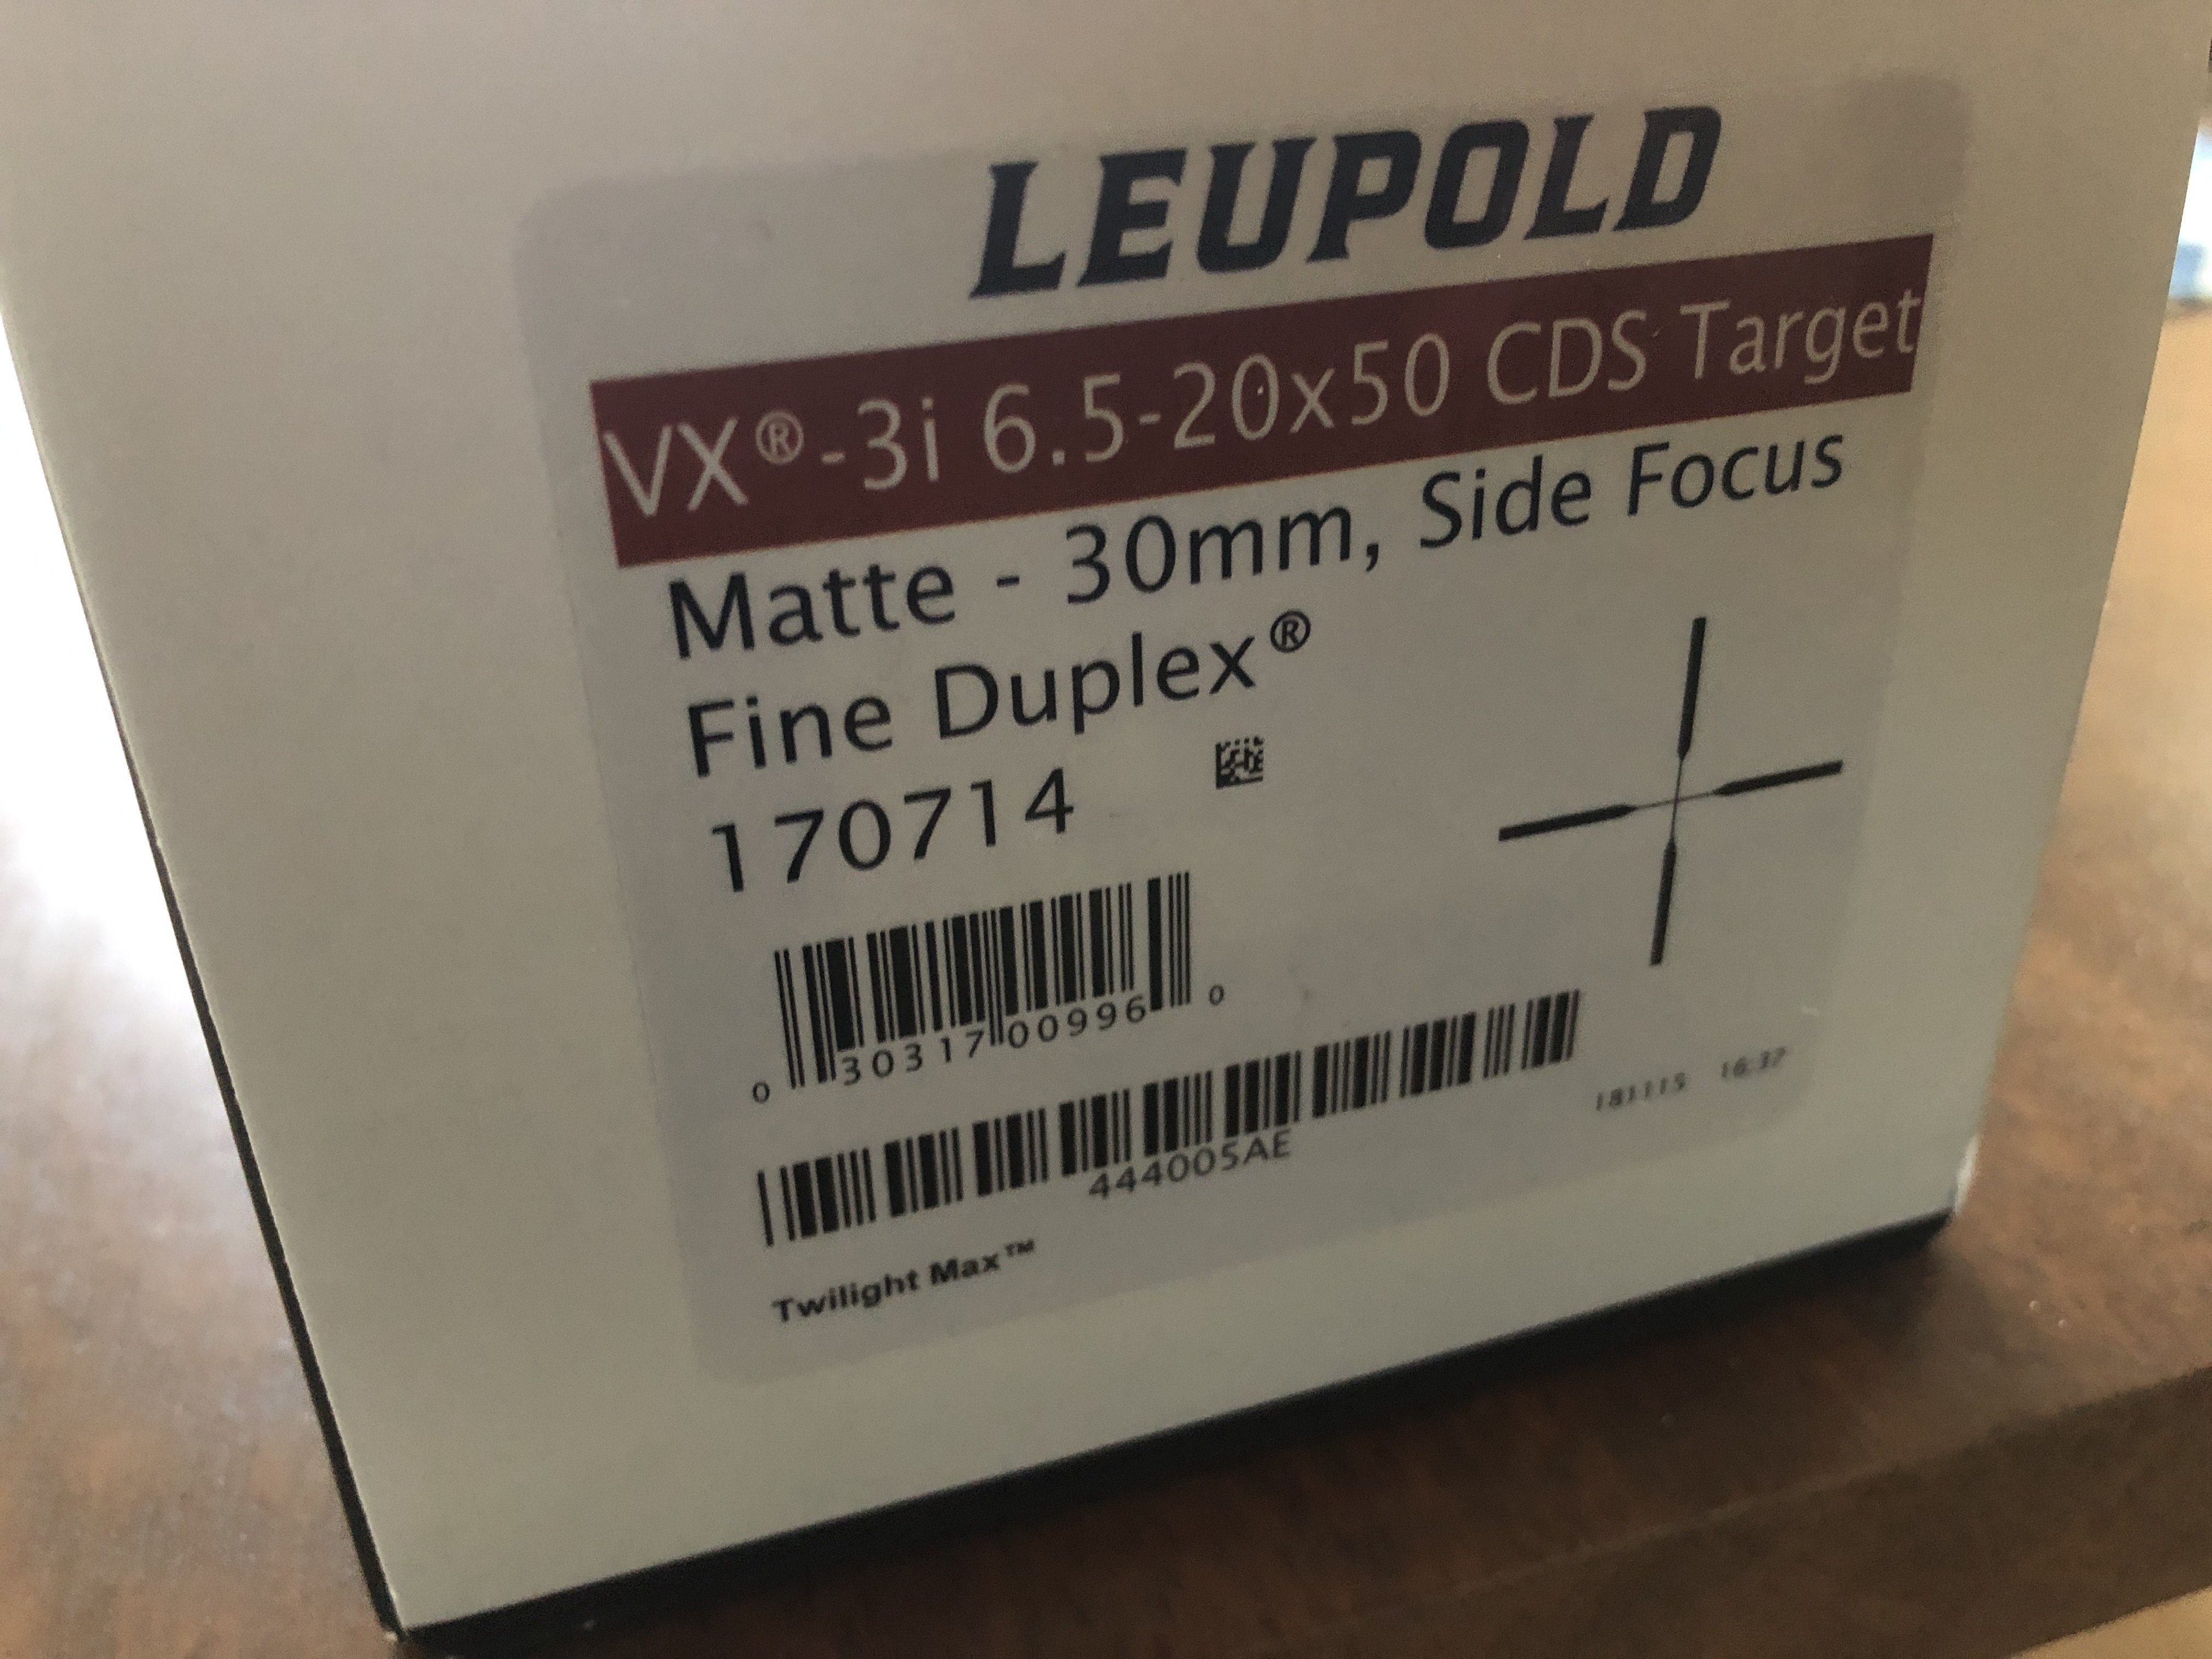 LEUPOLD
VX®-3i 6.5-20x50 CDS Target
Matte - 30mm, Side Focus
Fine Duplex®
170714
0 30317 00996 0
444005AE
181115 16:37
Twilight Max™